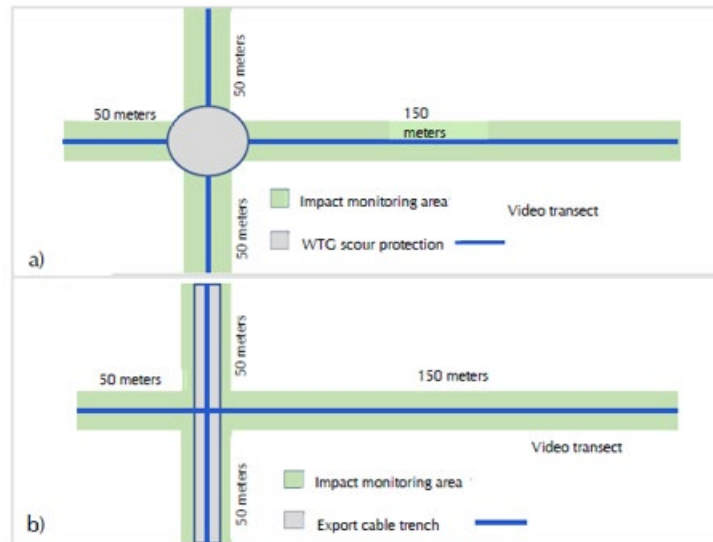 50 meters
50 meters
150
meters
50 meters
Impact monitoring area
Video transect
WTG scour protection
a)
50 meters
50 meters
150 meters
50 meters
Video transect
Impact monitoring area
Export cable trench
b)